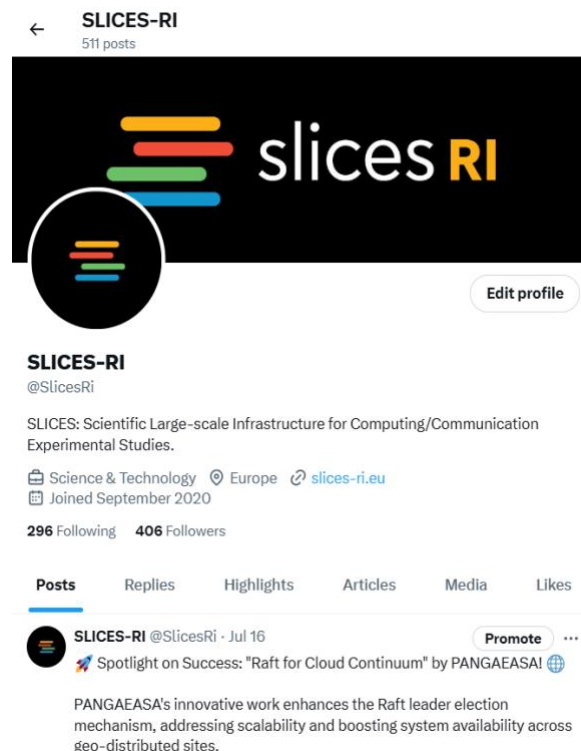 SLICES-RI
511 posts
slices RI
Edit profile
SLICES-RI
@SlicesRi
SLICES: Scientific Large-scale Infrastructure for Computing/Communication
Experimental Studies.
Science & Technology Europe slices-ri.eu
Joined September 2020
296 Following 406 Followers
Posts Replies Highlights Articles Media Likes
SLICES-RI @SlicesRi · Jul 16 Promote
🚀 Spotlight on Success: "Raft for Cloud Continuum" by PANGAEASA! 🌐
PANGAEASA's innovative work enhances the Raft leader election
mechanism, addressing scalability and boosting system availability across
geo-distributed sites.